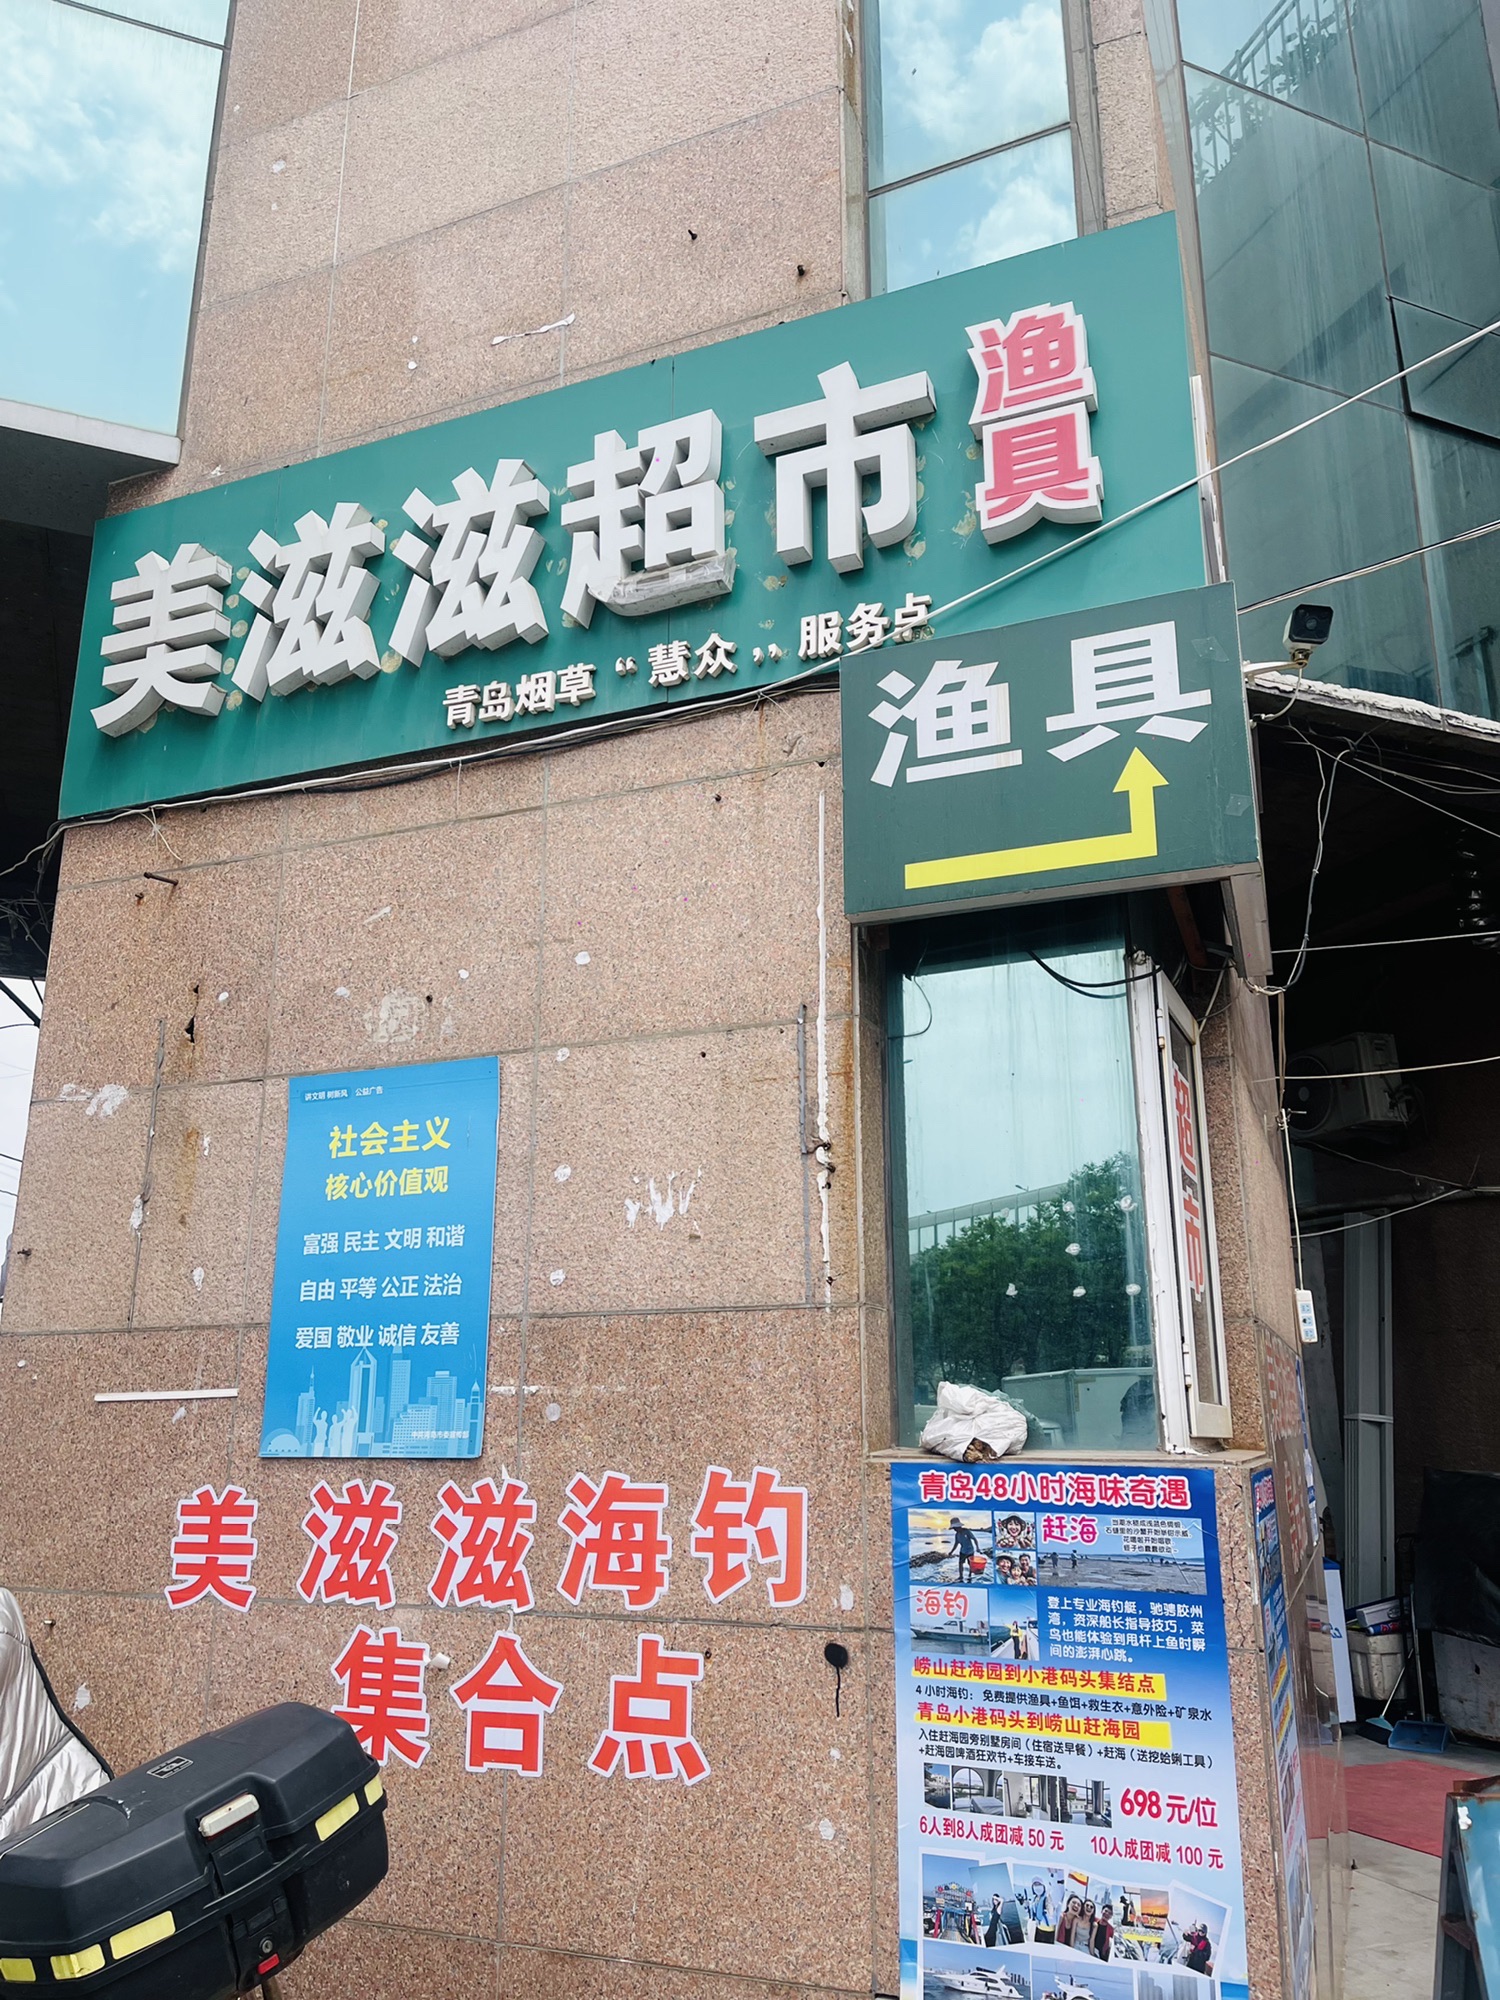 美滋滋超市
渔具
青岛烟草“慧众”服务点
渔具
超市
讲文明 树新风 公益广告
社会主义
核心价值观
富强 民主 文明 和谐
自由 平等 公正 法治
爱国 敬业 诚信 友善
美滋滋海钓
集合点
青岛48小时海味奇遇
赶海
海钓
登上专业海钓艇，驰骋胶州
湾，资深船长指导技巧，菜
鸟也能体验到甩杆上鱼时瞬
间的澎湃心跳。
崂山赶海园到小港码头集结点
4小时海钓：免费提供渔具+鱼饵+救生衣+意外险+矿泉水
青岛小港码头到崂山赶海园
入住赶海园旁别墅房间（住宿送早餐）+赶海（送挖蛤蜊工具）
+赶海园啤酒狂欢节+车接车送。
698元/位
6人到8人成团减50元
10人成团减100元